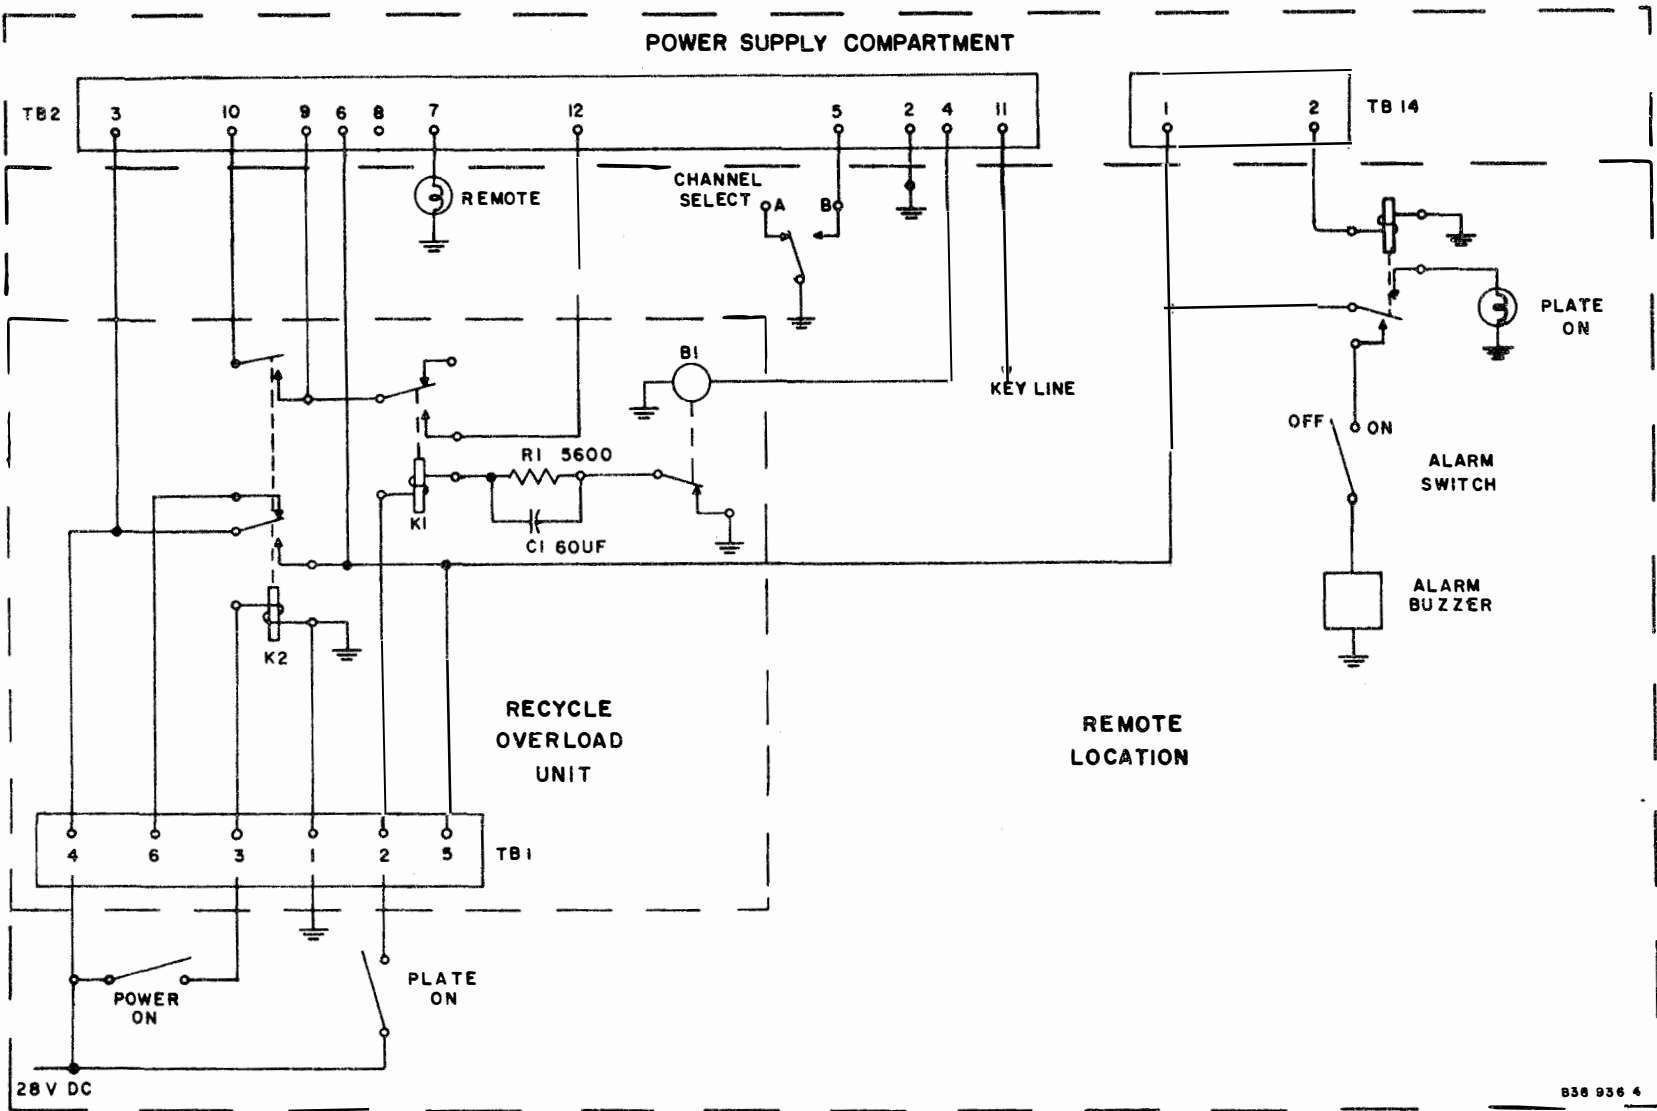 POWER SUPPLY COMPARTMENT
TB2 3 10 9 6 8 7 12 5 2 4 11
1 2 TB14
REMOTE
CHANNEL
SELECT A B
PLATE
ON
B1
KEY LINE
OFF ON
ALARM
SWITCH
R1 5600
K1
C1 60UF
ALARM
BUZZER
K2
RECYCLE
OVERLOAD
UNIT
REMOTE
LOCATION
4 6 3 1 2 5 TB1
POWER
ON
PLATE
ON
28 V DC
B38 936 4